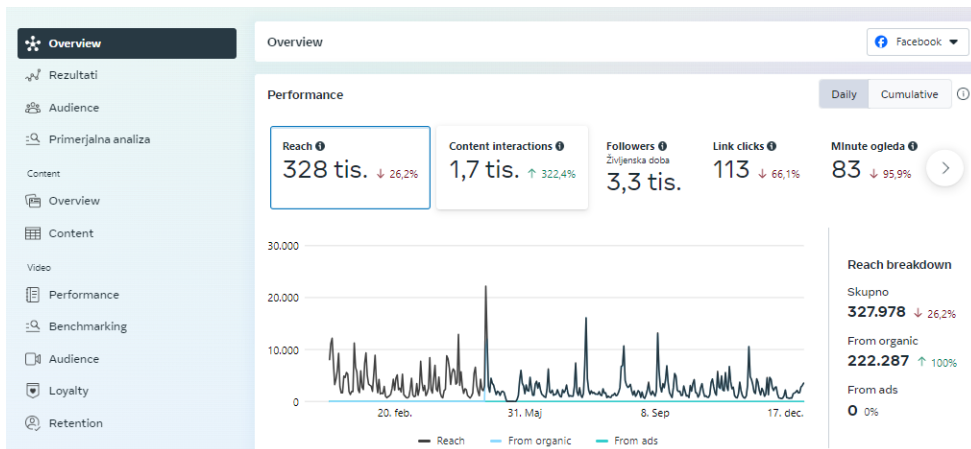 Overview
Rezultati
Audience
Primerjalna analiza
Content
Overview
Content
Video
Performance
Benchmarking
Audience
Loyalty
Retention
Overview
Facebook
Performance
Daily Cumulative
Reach
328 tis. ↓ 26,2%
Content interactions
1,7 tis. ↑ 322,4%
Followers
Življenska doba
3,3 tis.
Link clicks
113 ↓ 66,1%
MInute ogleda
83 ↓ 95,9%
30.000
20.000
10.000
0
20. feb. 31. Maj 8. Sep 17. dec.
Reach From organic From ads
Reach breakdown
Skupno
327.978 ↓ 26,2%
From organic
222.287 ↑ 100%
From ads
0 0%